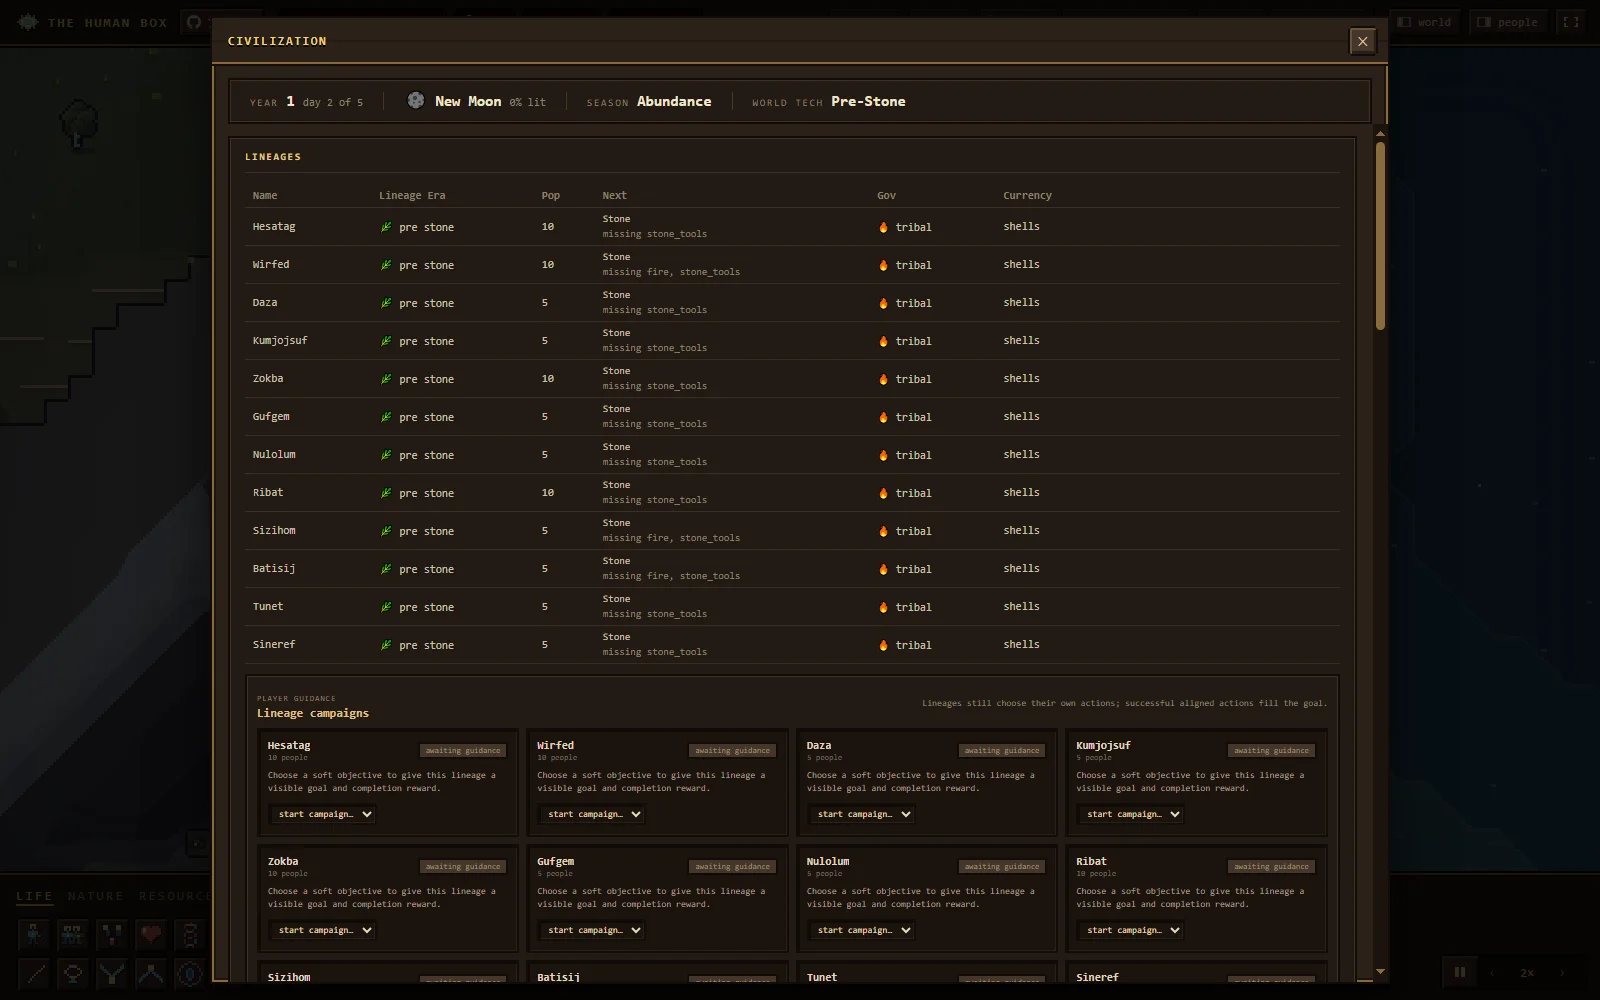 THE HUMAN BOX
world
people
CIVILIZATION
YEAR 1 day 2 of 5
New Moon 0% lit
SEASON Abundance
WORLD TECH Pre-Stone
LINEAGES
Name Lineage Era Pop Next Gov Currency
Hesatag pre stone 10 Stone tribal shells
missing stone_tools
Wirfed pre stone 10 Stone tribal shells
missing fire, stone_tools
Daza pre stone 5 Stone tribal shells
missing stone_tools
Kumjojsuf pre stone 5 Stone tribal shells
missing stone_tools
Zokba pre stone 10 Stone tribal shells
missing stone_tools
Gufgem pre stone 5 Stone tribal shells
missing stone_tools
Nulolum pre stone 5 Stone tribal shells
missing stone_tools
Ribat pre stone 10 Stone tribal shells
missing stone_tools
Sizihom pre stone 5 Stone tribal shells
missing fire, stone_tools
Batisij pre stone 5 Stone tribal shells
missing fire, stone_tools
Tunet pre stone 5 Stone tribal shells
missing stone_tools
Sineref pre stone 5 Stone tribal shells
missing stone_tools
PLAYER GUIDANCE
Lineage campaigns
Lineages still choose their own actions; successful aligned actions fill the goal.
Hesatag
10 people
awaiting guidance
Choose a soft objective to give this lineage a
visible goal and completion reward.
start campaign…
Wirfed
10 people
awaiting guidance
Choose a soft objective to give this lineage a
visible goal and completion reward.
start campaign…
Daza
5 people
awaiting guidance
Choose a soft objective to give this lineage a
visible goal and completion reward.
start campaign…
Kumjojsuf
5 people
awaiting guidance
Choose a soft objective to give this lineage a
visible goal and completion reward.
start campaign…
Zokba
10 people
awaiting guidance
Choose a soft objective to give this lineage a
visible goal and completion reward.
start campaign…
Gufgem
5 people
awaiting guidance
Choose a soft objective to give this lineage a
visible goal and completion reward.
start campaign…
Nulolum
5 people
awaiting guidance
Choose a soft objective to give this lineage a
visible goal and completion reward.
start campaign…
Ribat
10 people
awaiting guidance
Choose a soft objective to give this lineage a
visible goal and completion reward.
start campaign…
Sizihom
awaiting guidance
Batisij
awaiting guidance
Tunet
awaiting guidance
Sineref
awaiting guidance
LIFE NATURE RESOURCE
2x